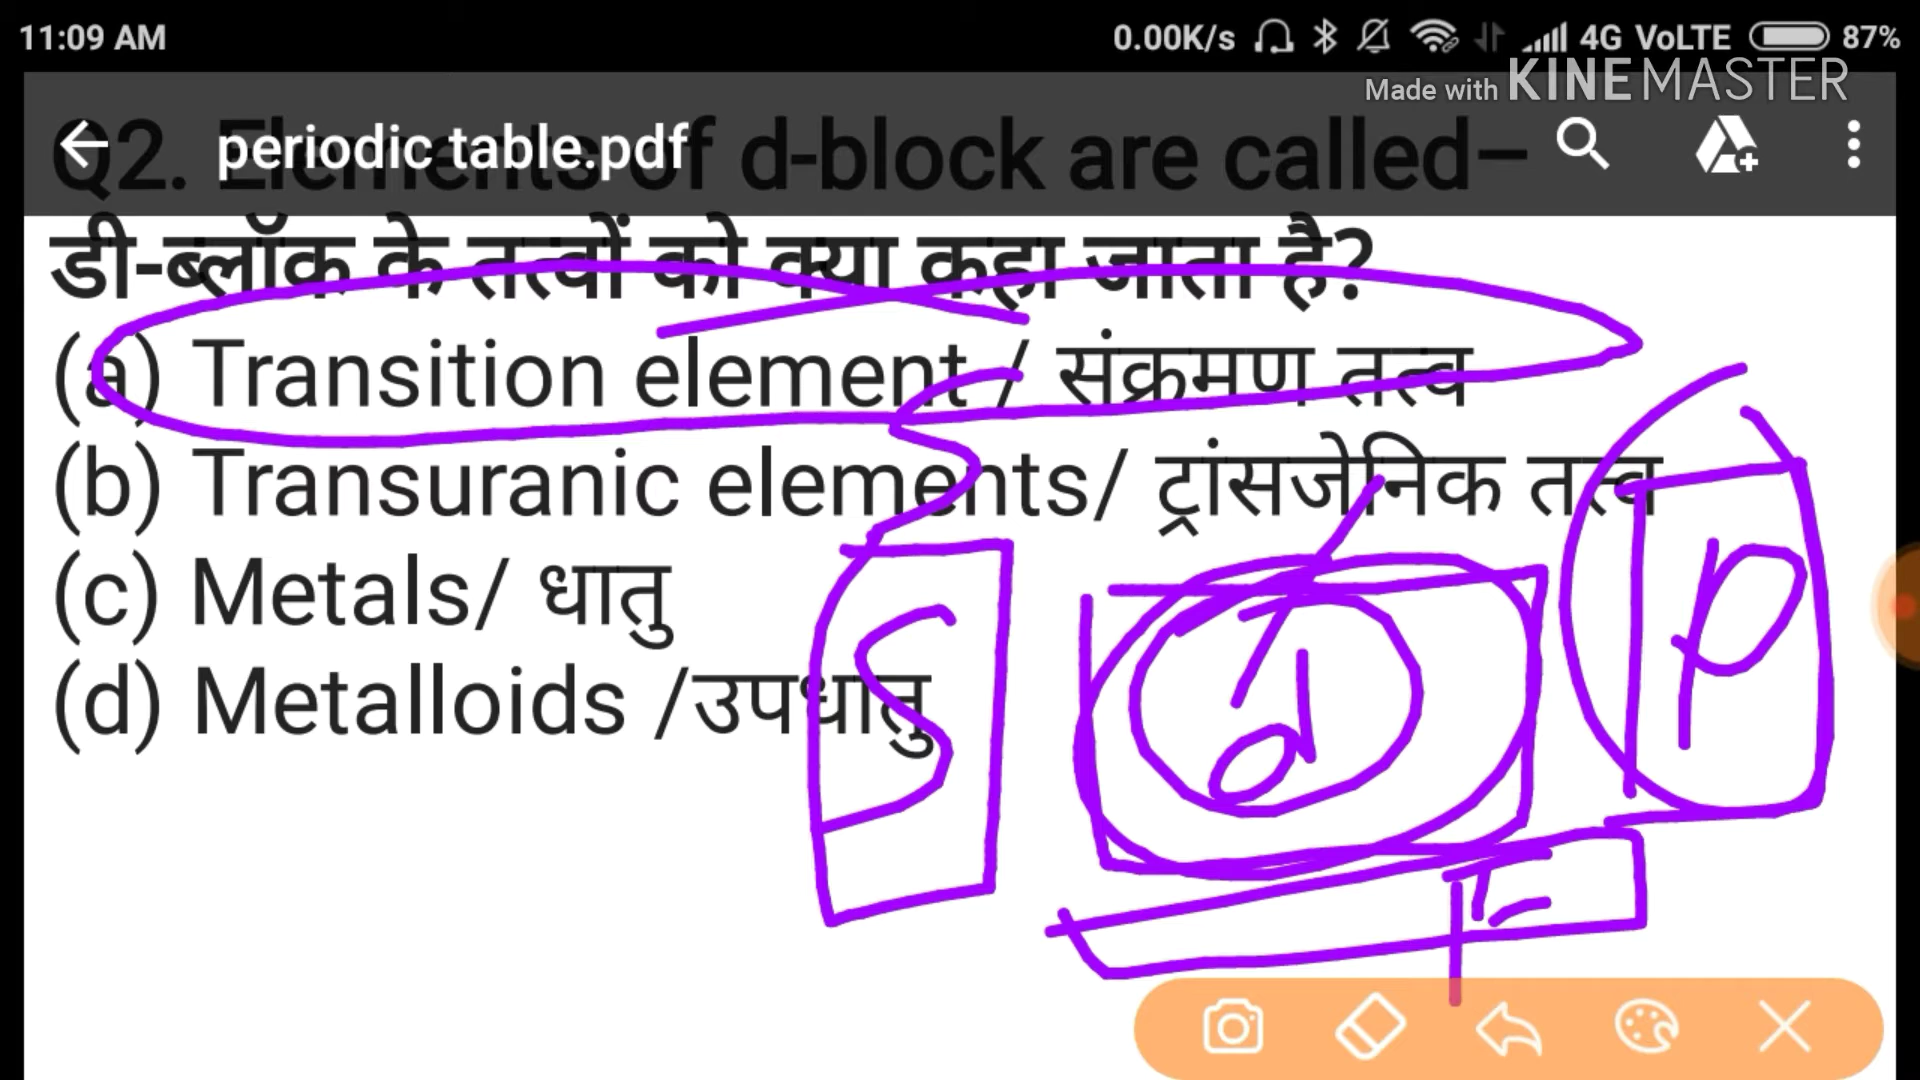 11:09 AM 0.00K/s 4G VoLTE 87%
Made with KINEMASTER
periodic table.pdf
Q2. Elements of d-block are called–
डी-ब्लॉक के तत्वों को क्या कहा जाता है?
(a) Transition element / संक्रमण तत्व
(b) Transuranic elements/ ट्रांसजेनिक तत्व
(c) Metals/ धातु
(d) Metalloids /उपधातु
S d P
F